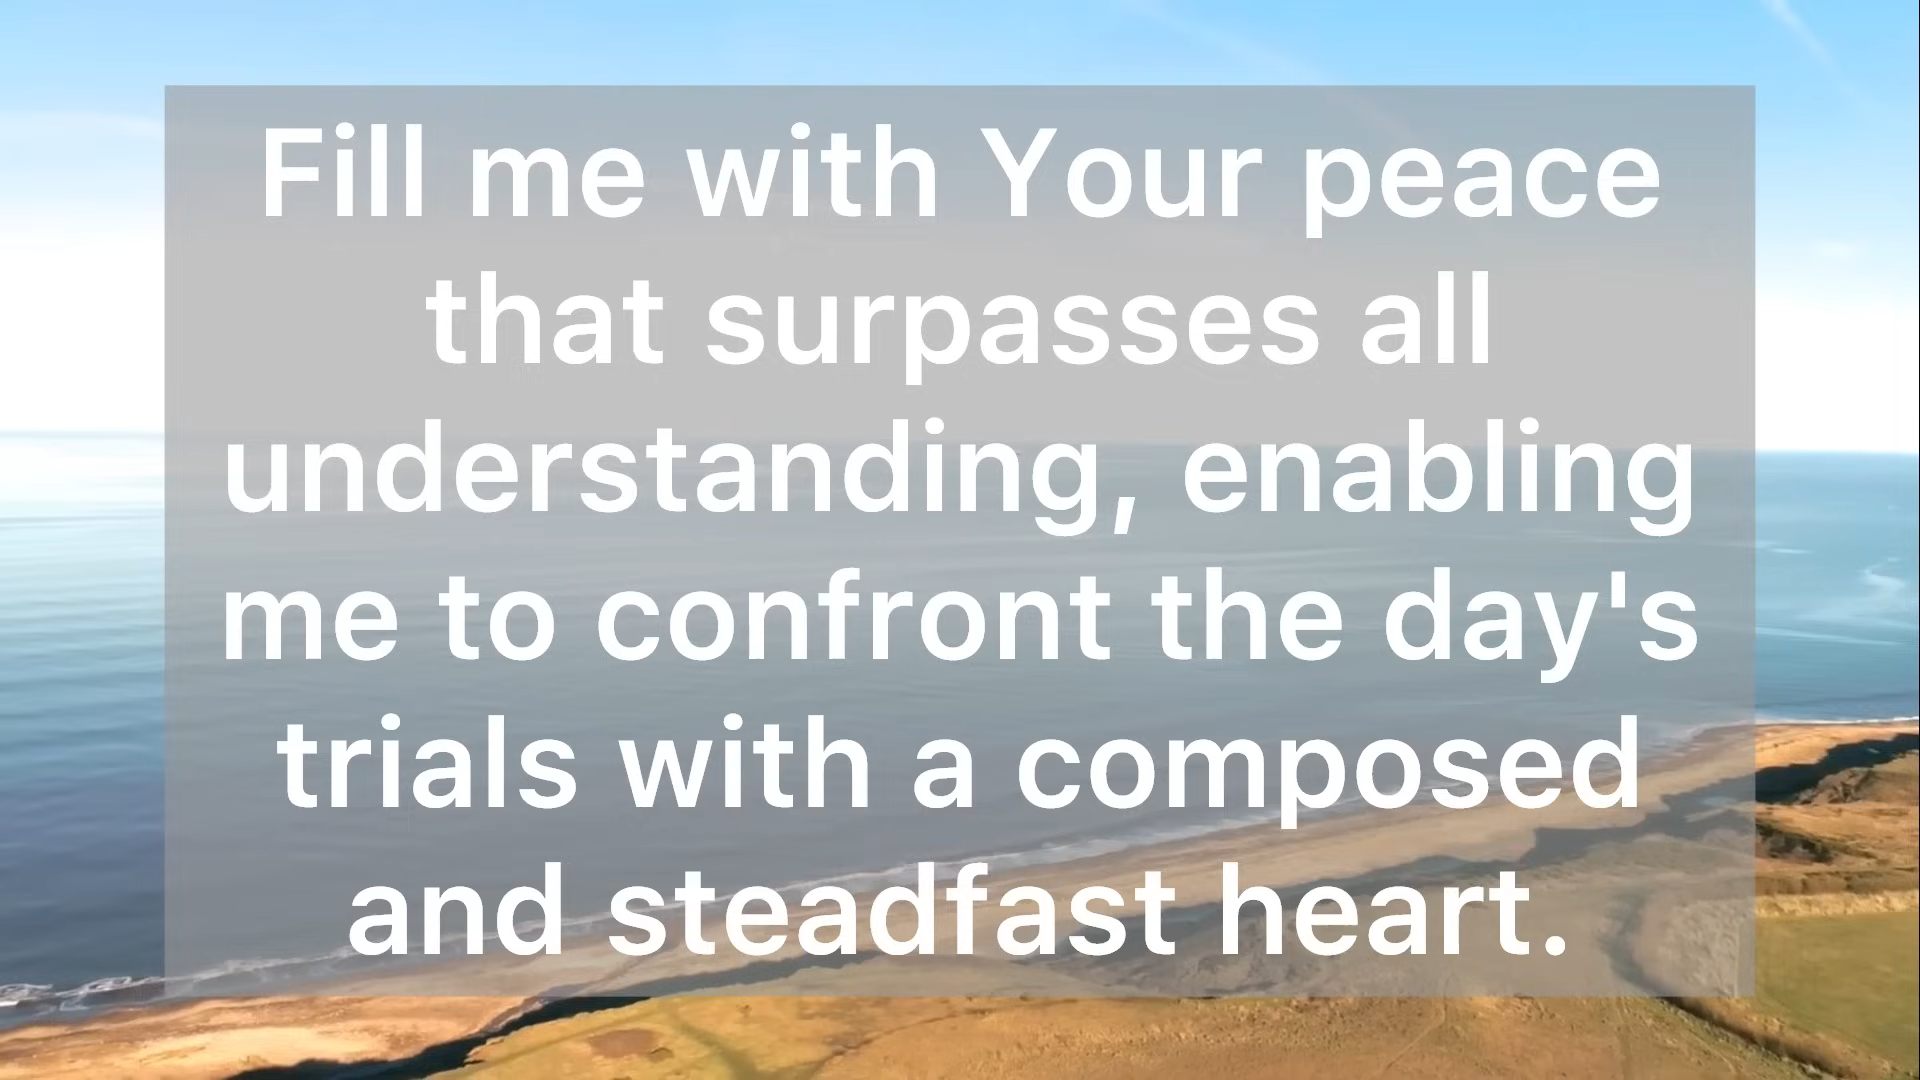 Fill me with Your peace
that surpasses all
understanding, enabling
me to confront the day's
trials with a composed
and steadfast heart.